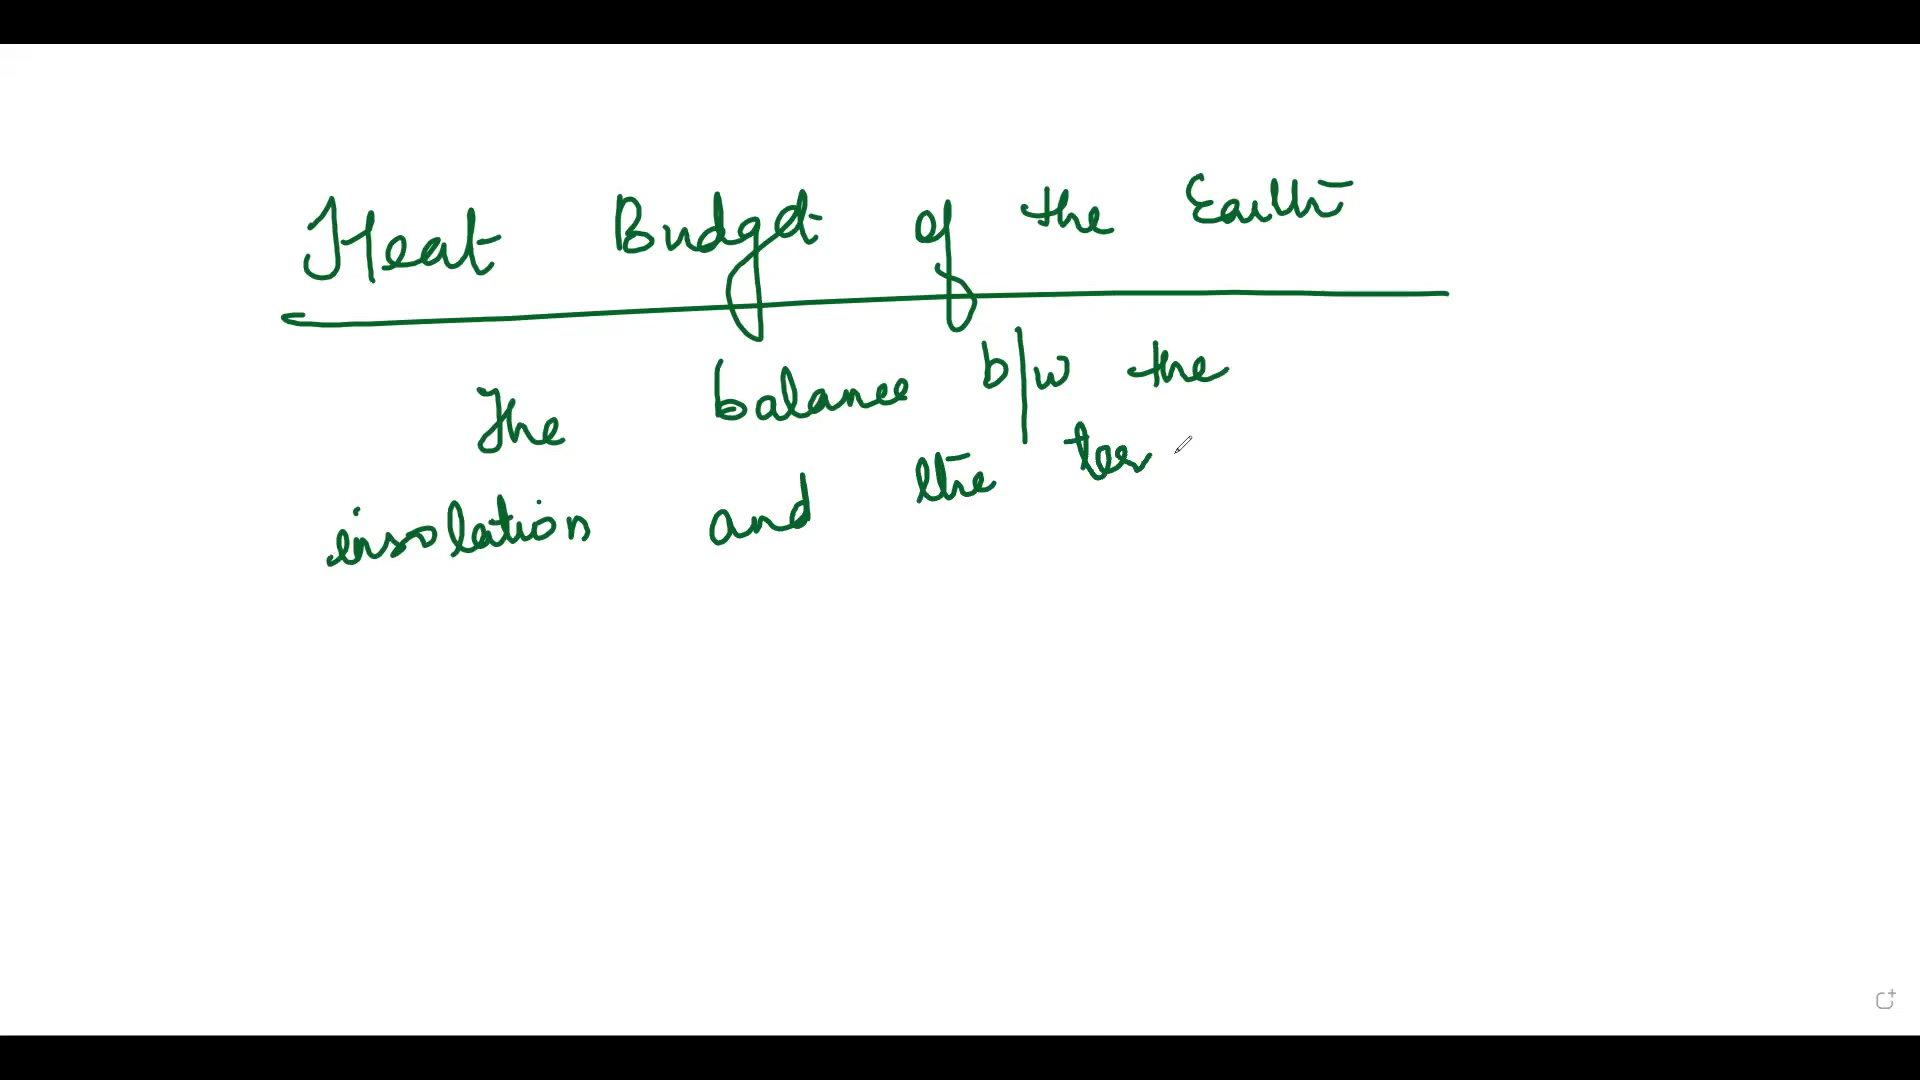 Heat Budget of the Earth
The balance b/w the
insolation and the ter